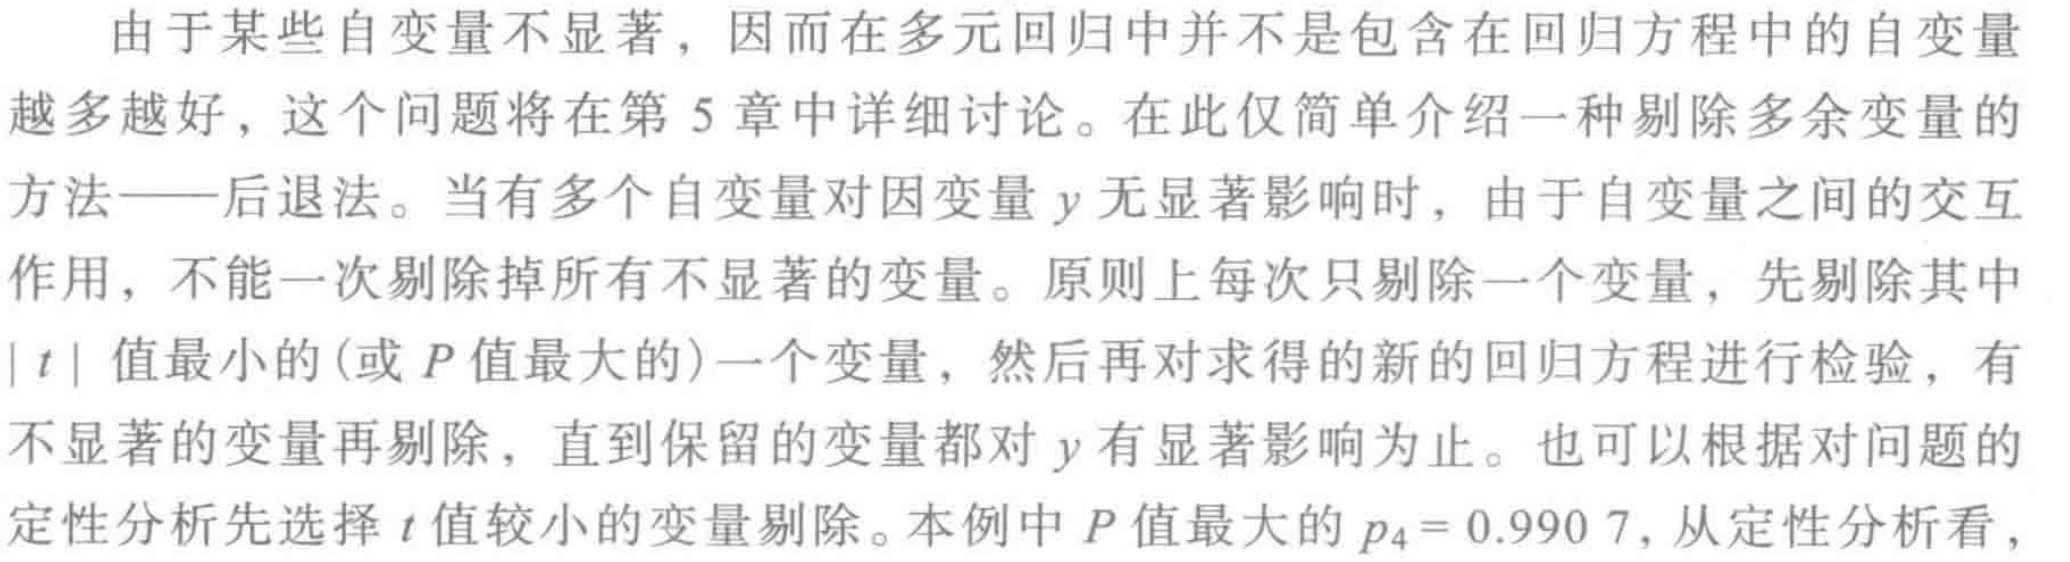 由于某些自变量不显著，因而在多元回归中并不是包含在回归方程中的自变量
越多越好，这个问题将在第 5 章中详细讨论。在此仅简单介绍一种剔除多余变量的
方法——后退法。当有多个自变量对因变量 y 无显著影响时，由于自变量之间的交互
作用，不能一次剔除掉所有不显著的变量。原则上每次只剔除一个变量，先剔除其中
|t| 值最小的(或 P 值最大的)一个变量，然后再对求得的新的回归方程进行检验，有
不显著的变量再剔除，直到保留的变量都对 y 有显著影响为止。也可以根据对问题的
定性分析先选择 t 值较小的变量剔除。本例中 P 值最大的 p₄ = 0.990 7, 从定性分析看，